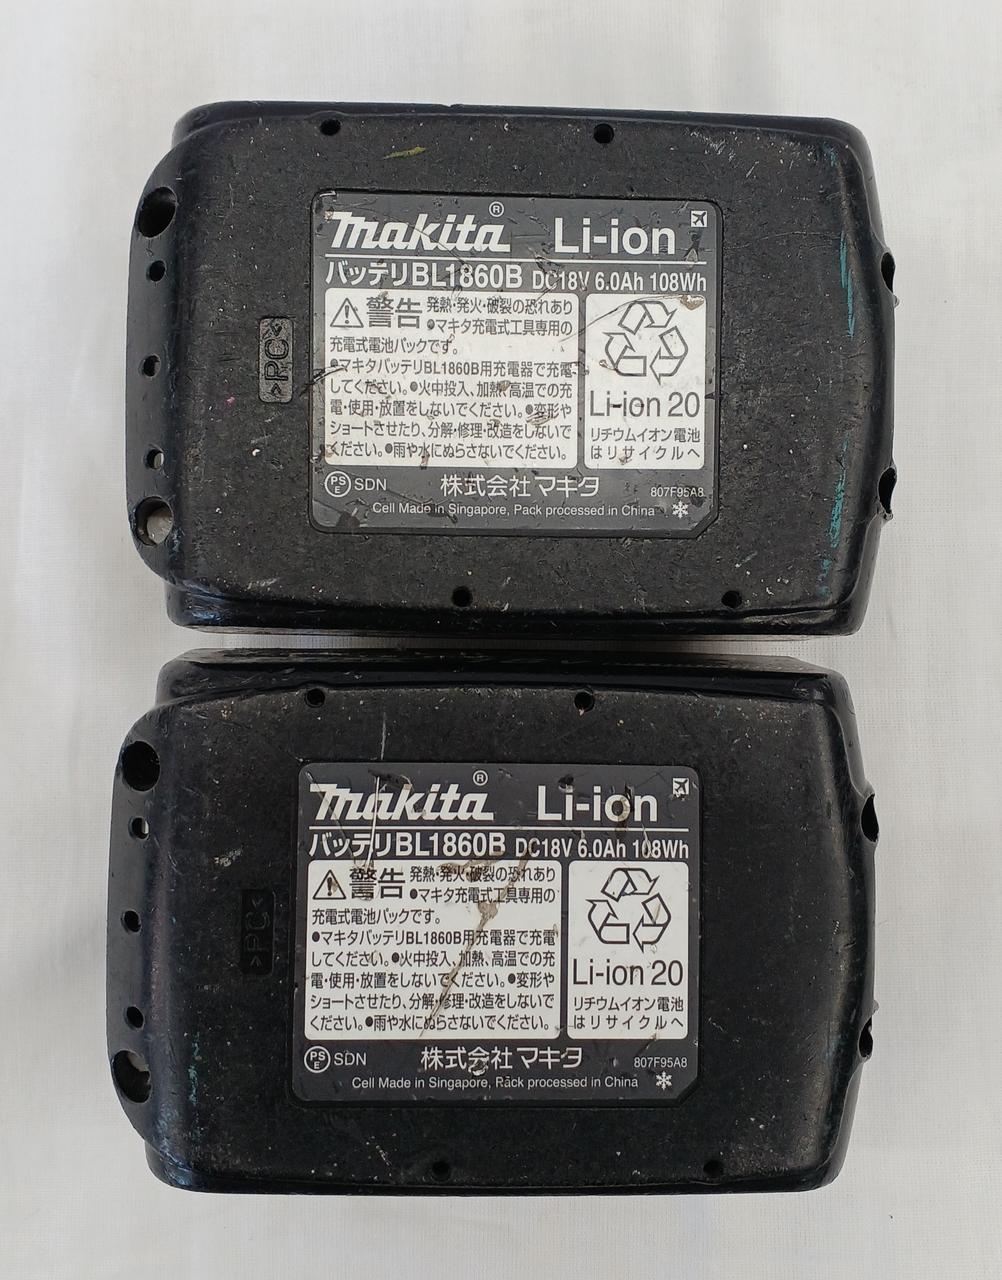 makita® Li-ion
バッテリBL1860B DC18V 6.0Ah 108Wh
警告 発熱・発火・破裂の恐れあり
●マキタ充電式工具専用の
充電式電池パックです。
●マキタバッテリBL1860B用充電器で充電
してください。●火中投入、加熱、高温での充
電・使用・放置をしないでください。●変形や
ショートさせたり、分解・修理・改造をしないで
ください。●雨や水にぬらさないでください。
Li-ion 20
リチウムイオン電池
はリサイクルへ
PSE SDN 株式会社マキタ 807F95A8
Cell Made in Singapore, Pack processed in China
>PC<
makita® Li-ion
バッテリBL1860B DC18V 6.0Ah 108Wh
警告 発熱・発火・破裂の恐れあり
●マキタ充電式工具専用の
充電式電池パックです。
●マキタバッテリBL1860B用充電器で充電
してください。●火中投入、加熱、高温での充
電・使用・放置をしないでください。●変形や
ショートさせたり、分解・修理・改造をしないで
ください。●雨や水にぬらさないでください。
Li-ion 20
リチウムイオン電池
はリサイクルへ
PSE SDN 株式会社マキタ 807F95A8
Cell Made in Singapore, Pack processed in China
>PC<